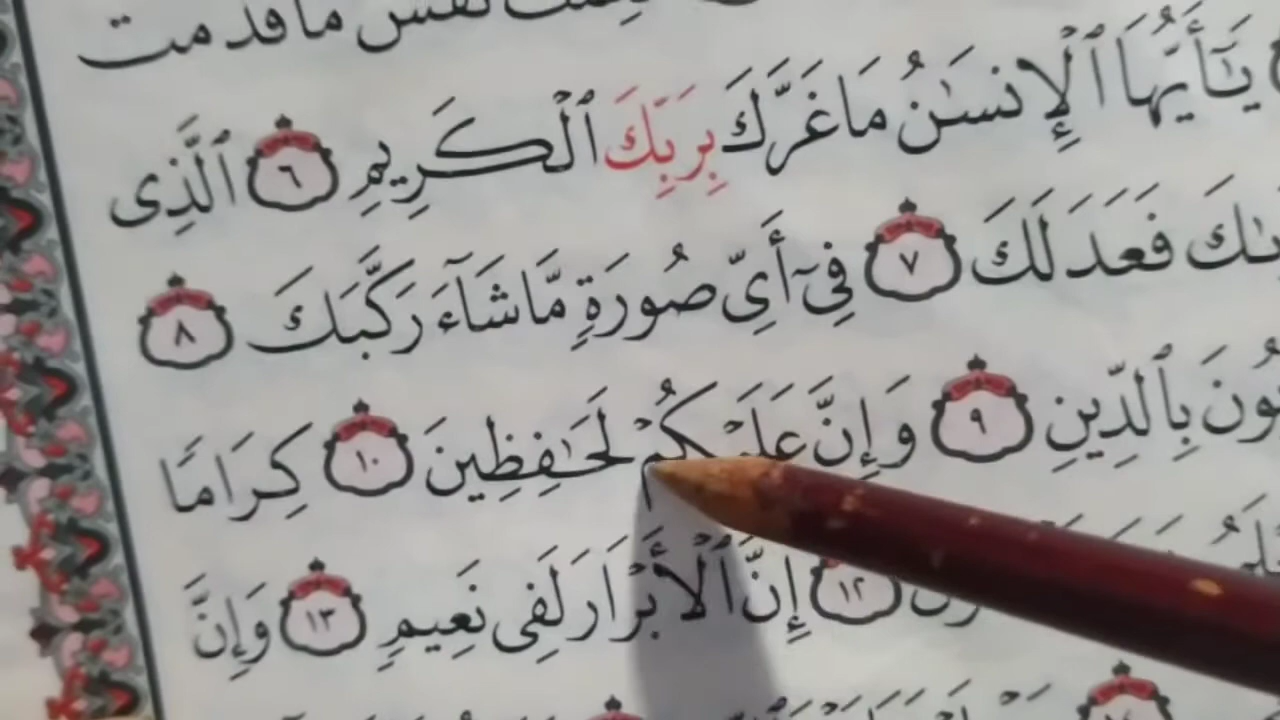 نفس ما قدمت
يَٰٓأَيُّهَا ٱلْإِنسَٰنُ مَا غَرَّكَ بِرَبِّكَ ٱلْكَرِيمِ ٦ ٱلَّذِى
فَعَدَلَكَ ٧ فِىٓ أَىِّ صُورَةٍ مَّا شَآءَ رَكَّبَكَ ٨
بِٱلدِّينِ ٩ وَإِنَّ عَلَيْكُمْ لَحَٰفِظِينَ ١٠ كِرَامًا
١٢ إِنَّ ٱلْأَبْرَارَ لَفِى نَعِيمٍ ١٣ وَإِنَّ